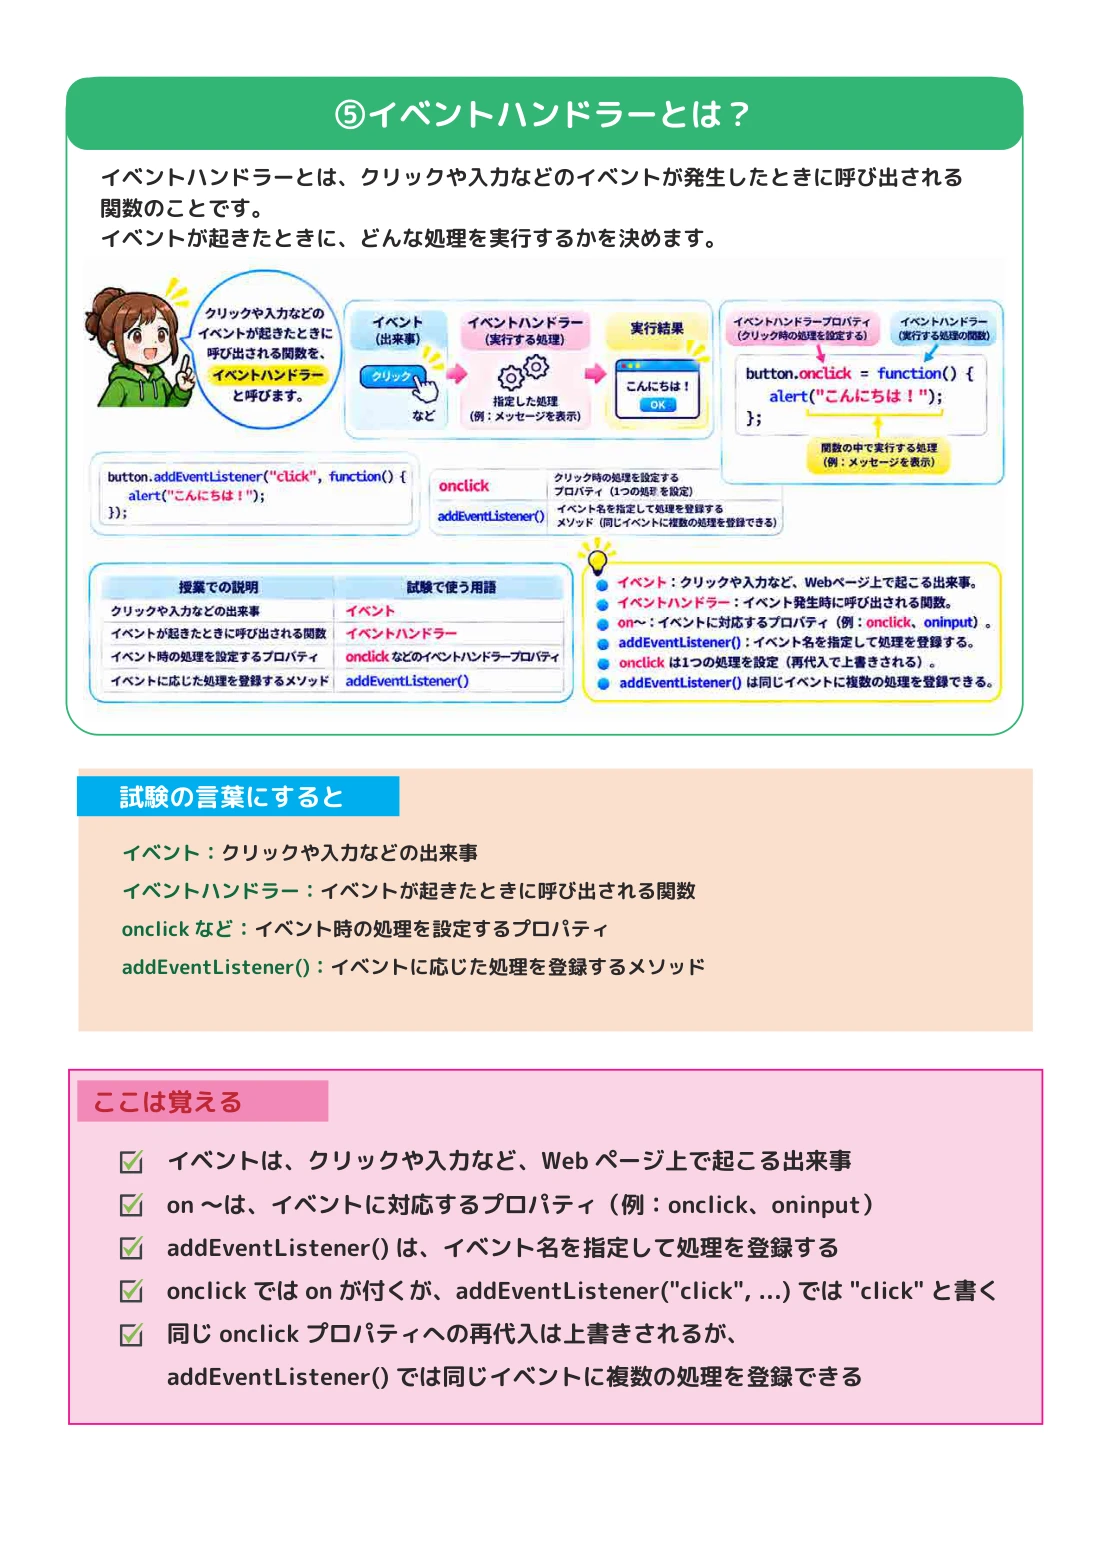 ⑤イベントハンドラーとは？
イベントハンドラーとは、クリックや入力などのイベントが発生したときに呼び出される
関数のことです。
イベントが起きたときに、どんな処理を実行するかを決めます。
クリックや入力などの
イベントが起きたときに
呼び出される関数を、
イベントハンドラー
と呼びます。
イベント
(出来事)
クリック
など
イベントハンドラー
(実行する処理)
指定した処理
(例：メッセージを表示)
実行結果
こんにちは！
OK
イベントハンドラープロパティ
(クリック時の処理を設定する)
イベントハンドラー
(実行する処理の関数)
button.onclick = function() {
alert("こんにちは！");
};
関数の中で実行する処理
(例：メッセージを表示)
button.addEventListener("click", function() {
alert("こんにちは！");
});
onclick
クリック時の処理を設定する
プロパティ（1つの処理を設定）
addEventListener()
イベント名を指定して処理を登録する
メソッド（同じイベントに複数の処理を登録できる）
授業での説明 試験で使う用語
クリックや入力などの出来事 イベント
イベントが起きたときに呼び出される関数 イベントハンドラー
イベント時の処理を設定するプロパティ onclick などのイベントハンドラープロパティ
イベントに応じた処理を登録するメソッド addEventListener()
イベント：クリックや入力など、Webページ上で起こる出来事。
イベントハンドラー：イベント発生時に呼び出される関数。
on〜：イベントに対応するプロパティ（例：onclick、oninput）。
addEventListener()：イベント名を指定して処理を登録する。
onclick は1つの処理を設定（再代入で上書きされる）。
addEventListener() は同じイベントに複数の処理を登録できる。
試験の言葉にすると
イベント：クリックや入力などの出来事
イベントハンドラー：イベントが起きたときに呼び出される関数
onclick など：イベント時の処理を設定するプロパティ
addEventListener()：イベントに応じた処理を登録するメソッド
ここは覚える
イベントは、クリックや入力など、Web ページ上で起こる出来事
on 〜は、イベントに対応するプロパティ（例：onclick、oninput）
addEventListener() は、イベント名を指定して処理を登録する
onclick では on が付くが、addEventListener("click", ...) では "click" と書く
同じ onclick プロパティへの再代入は上書きされるが、
addEventListener() では同じイベントに複数の処理を登録できる